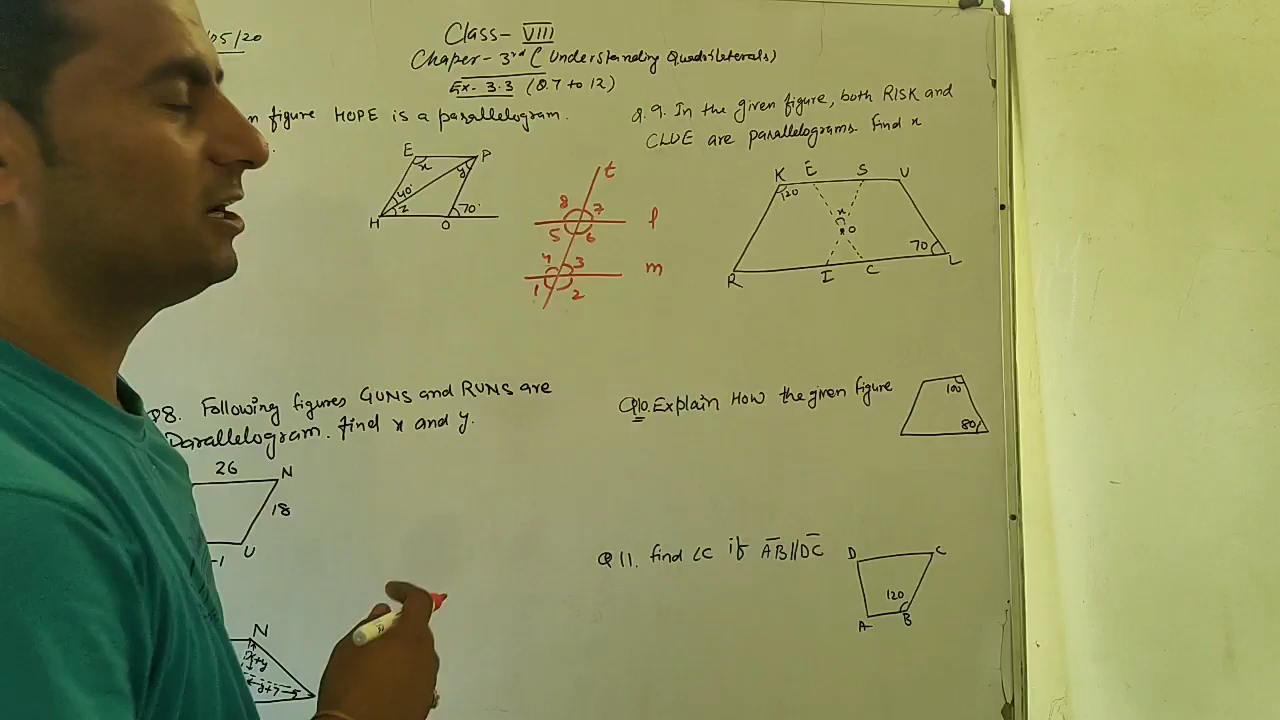 /05/20
Class- VIII
Chaper- 3rd ( Understanding Quadrilaterals)
Ex- 3.3 (Q.7 to 12)
n figure HOPE is a parallelogram.
E
P
x
y
40°
z
70°
H
O
t
8
7
l
5
6
4
3
m
1
2
Q.9. In the given figure, both RISK and
CLUE are parallelograms. Find x
K
E
S
U
120
x
O
70
R
I
C
L
Q8. Following figures GUNS and RUNS are
Parallelogram. find x and y.
26
N
18
-1
U
N
x+y
y+7
Q10. Explain How the given figure
100
80
Q 11. find ∠C if AB||DC
D
C
120
A
B